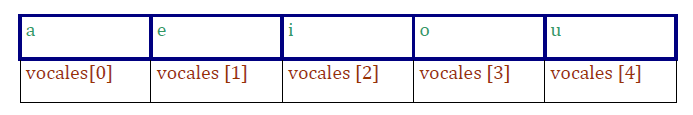 a e i o u
vocales[0] vocales [1] vocales [2] vocales [3] vocales [4]